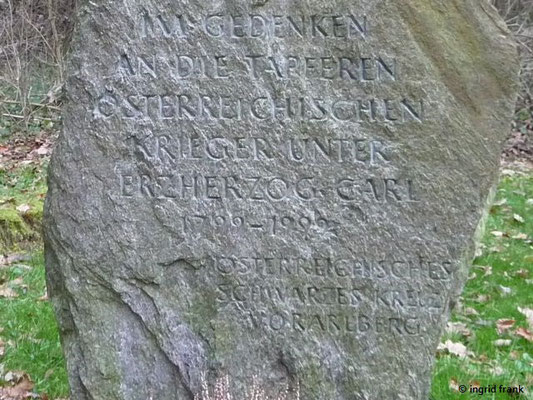 IM GEDENKEN
AN DIE TAPFEREN
ÖSTERREICHISCHEN
KRIEGER UNTER
ERZHERZOG CARL
1799-1999
ÖSTERREICHISCHES
SCHWARZES KREUZ
VORARLBERG
© ingrid frank